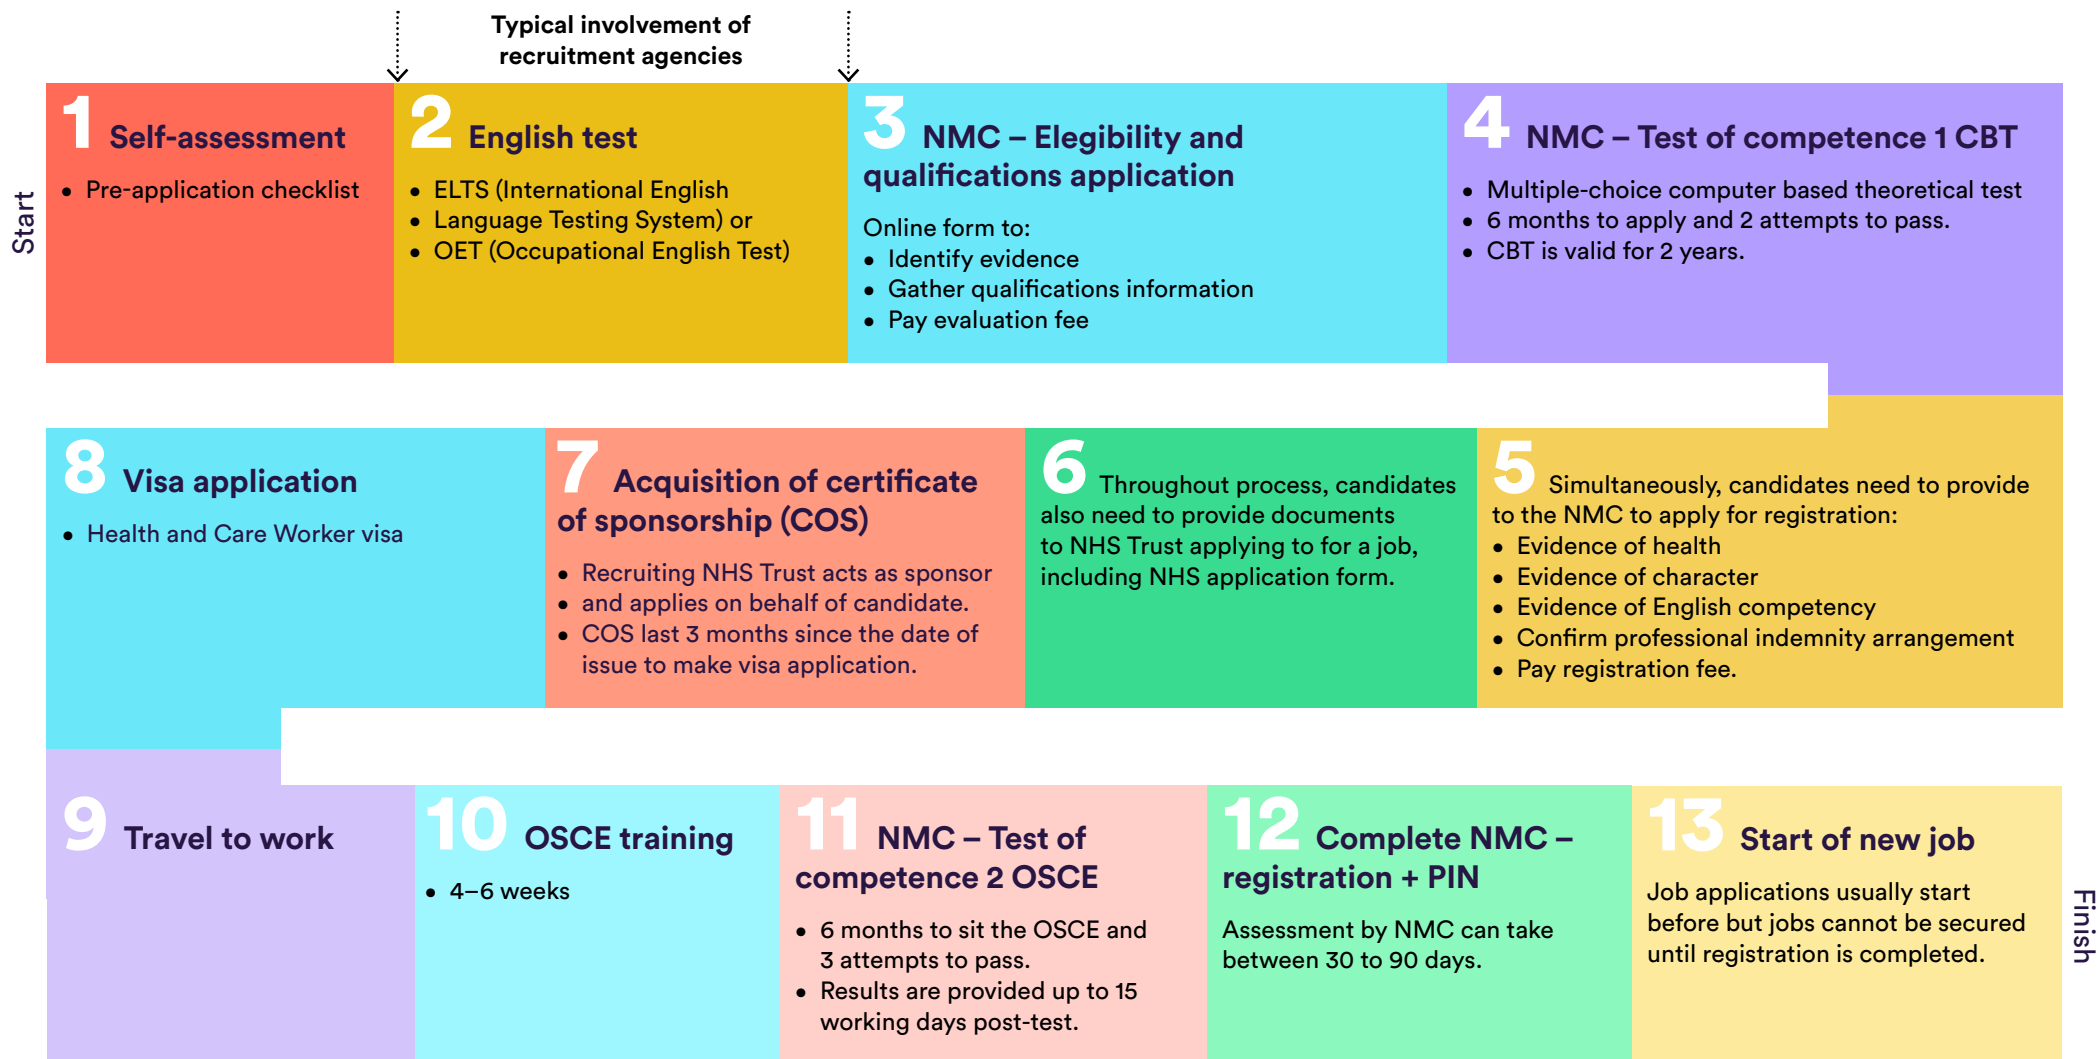 Typical involvement of
recruitment agencies
Start
1 Self-assessment
• Pre-application checklist
2 English test
• ELTS (International English
• Language Testing System) or
• OET (Occupational English Test)
3 NMC – Elegibility and
qualifications application
Online form to:
• Identify evidence
• Gather qualifications information
• Pay evaluation fee
4 NMC – Test of competence 1 CBT
• Multiple-choice computer based theoretical test
• 6 months to apply and 2 attempts to pass.
• CBT is valid for 2 years.
5 Simultaneously, candidates need to provide
to the NMC to apply for registration:
• Evidence of health
• Evidence of character
• Evidence of English competency
• Confirm professional indemnity arrangement
• Pay registration fee.
6 Throughout process, candidates
also need to provide documents
to NHS Trust applying to for a job,
including NHS application form.
7 Acquisition of certificate
of sponsorship (COS)
• Recruiting NHS Trust acts as sponsor
• and applies on behalf of candidate.
• COS last 3 months since the date of
issue to make visa application.
8 Visa application
• Health and Care Worker visa
9 Travel to work
10 OSCE training
• 4–6 weeks
11 NMC – Test of
competence 2 OSCE
• 6 months to sit the OSCE and
3 attempts to pass.
• Results are provided up to 15
working days post-test.
12 Complete NMC –
registration + PIN
Assessment by NMC can take
between 30 to 90 days.
13 Start of new job
Job applications usually start
before but jobs cannot be secured
until registration is completed.
Finish